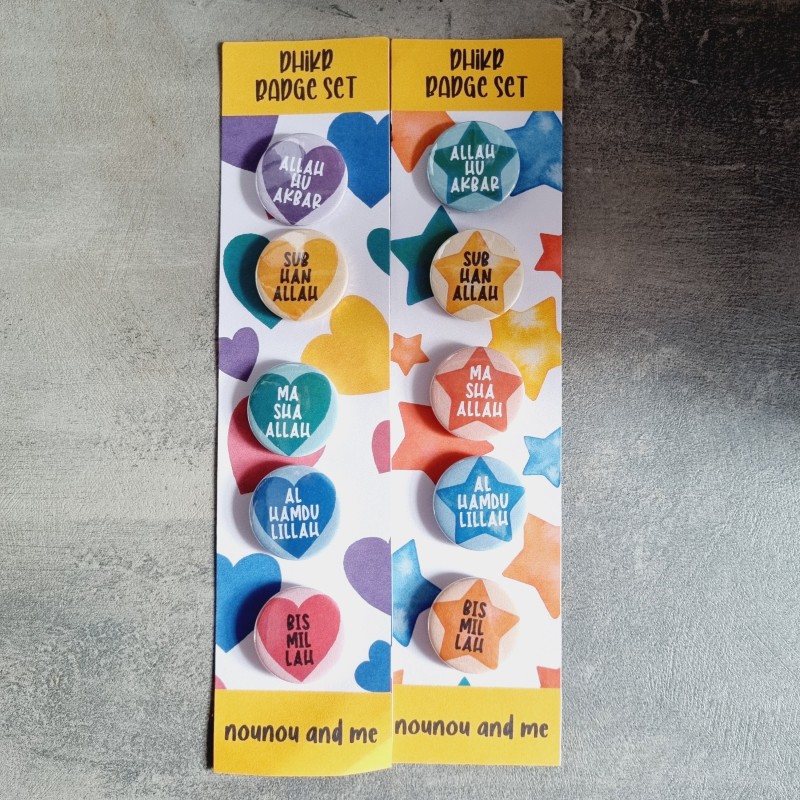 DHIKR
BADGE SET
ALLAH
HU
AKBAR
SUB
HAN
ALLAH
MA
SHA
ALLAH
AL
HAMDU
LILLAH
BIS
MIL
LAH
nounou and me
DHIKR
BADGE SET
ALLAH
HU
AKBAR
SUB
HAN
ALLAH
MA
SHA
ALLAH
AL
HAMDU
LILLAH
BIS
MIL
LAH
nounou and me